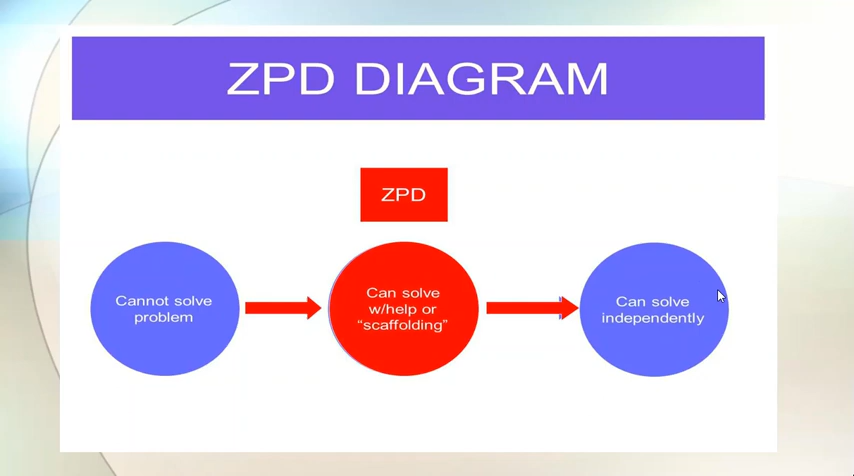 ZPD DIAGRAM
ZPD
Cannot solve
problem
Can solve
w/help or
“scaffolding”
Can solve
independently